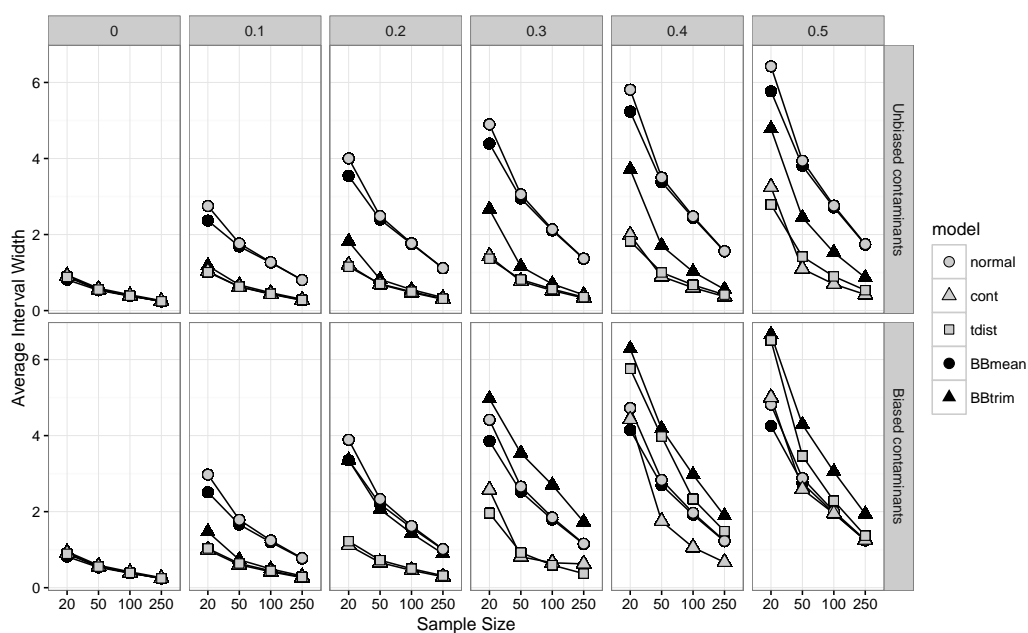 0 0.1 0.2 0.3 0.4 0.5
6
4
2
0
Unbiased contaminants
6
4
2
0
Biased contaminants
Average Interval Width
20 50 100 250 20 50 100 250 20 50 100 250 20 50 100 250 20 50 100 250 20 50 100 250
Sample Size
model
normal
cont
tdist
BBmean
BBtrim